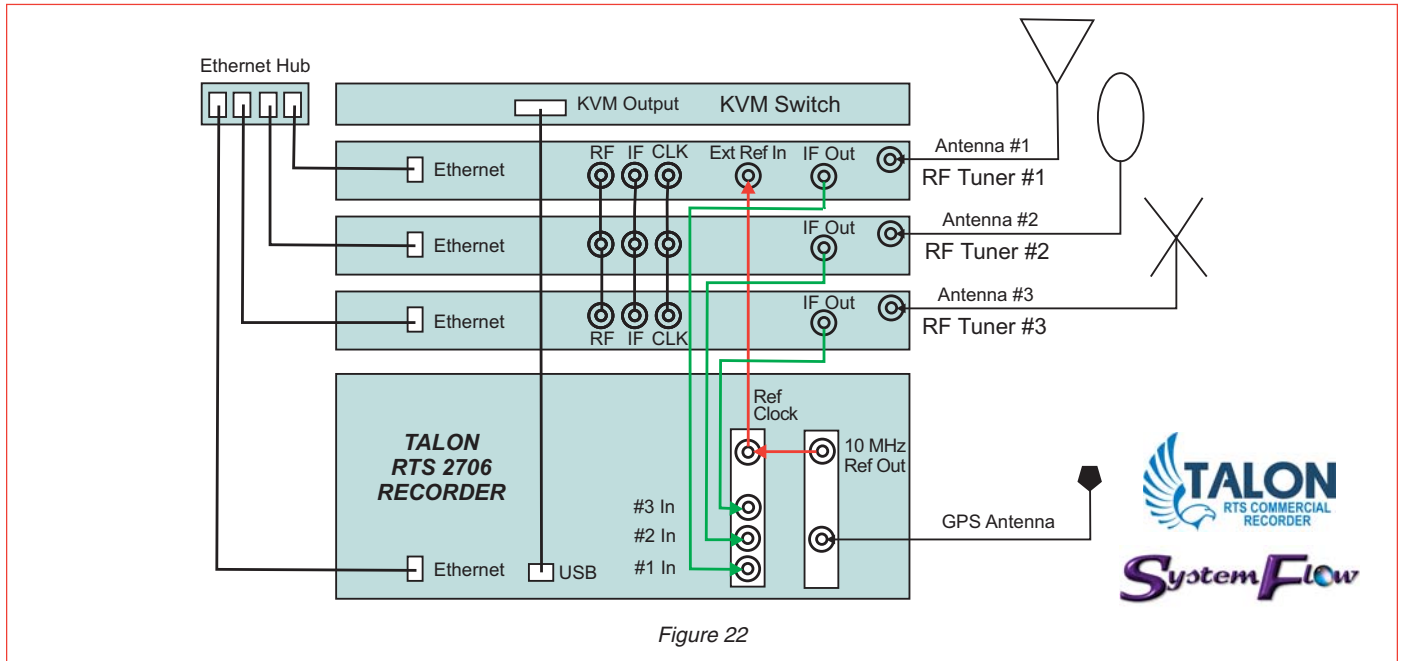 Ethernet Hub
KVM Output
KVM Switch
RF IF CLK
Ext Ref In
IF Out
Antenna #1
RF Tuner #1
Ethernet
IF Out
Antenna #2
RF Tuner #2
Ethernet
IF Out
Antenna #3
RF Tuner #3
Ethernet
RF IF CLK
TALON
RTS 2706
RECORDER
Ref
Clock
10 MHz
Ref Out
#3 In
#2 In
#1 In
Ethernet
USB
GPS Antenna
TALON
RTS COMMERCIAL
RECORDER
SystemFlow
Figure 22